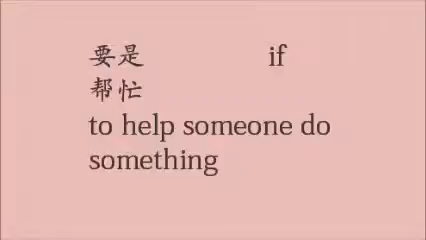 要是 if
帮忙
to help someone do
something